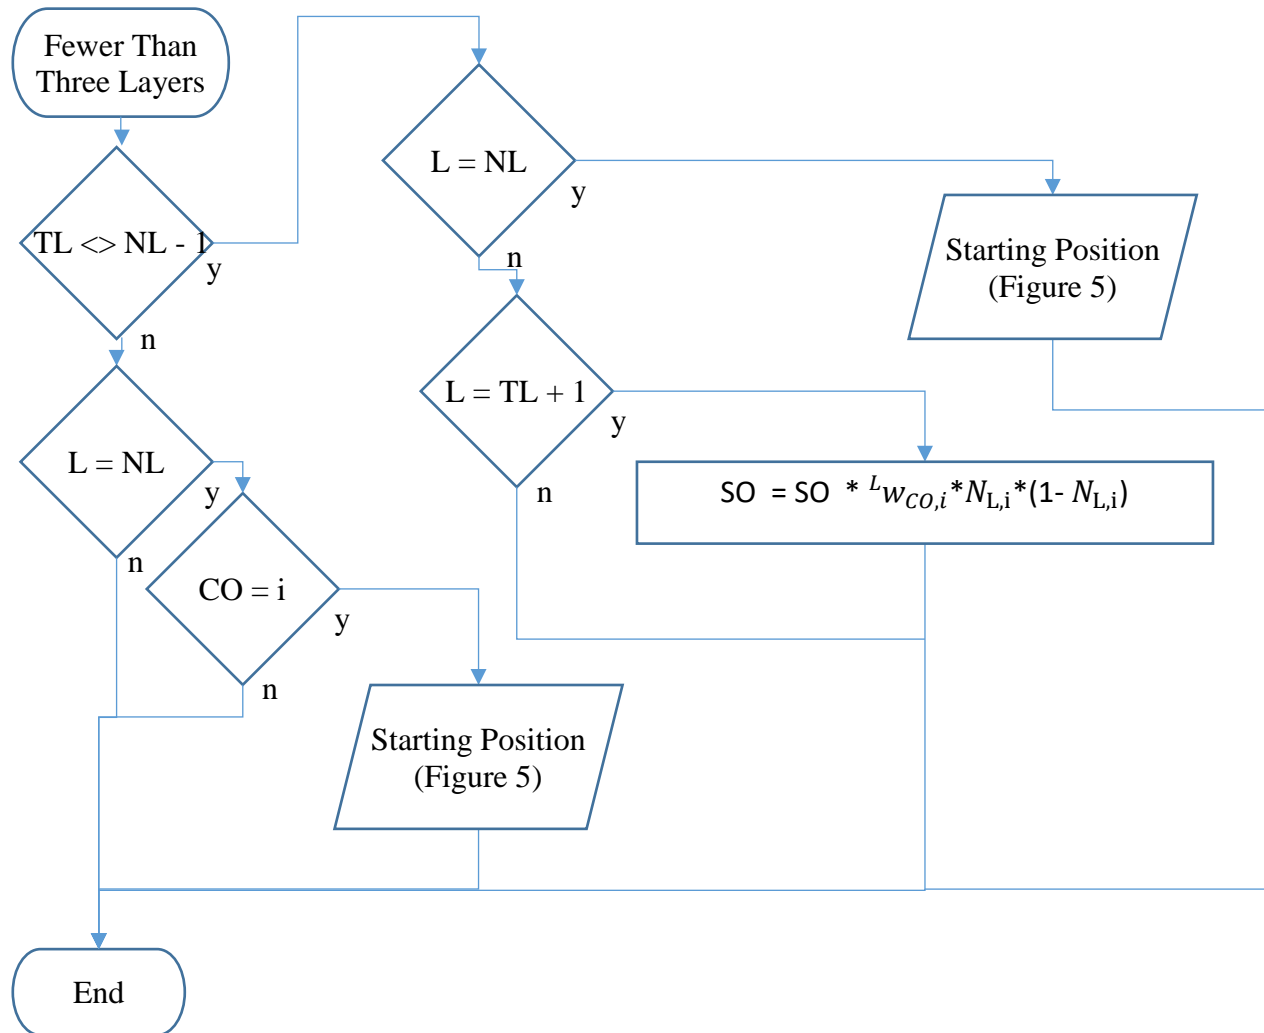 Fewer Than
Three Layers
TL <> NL - 1
y
n
L = NL
y
n
CO = i
y
n
Starting Position
(Figure 5)
End
L = NL
y
n
Starting Position
(Figure 5)
L = TL + 1
y
n
SO = SO * ᴸw_CO,i*N_L,i*(1- N_L,i)